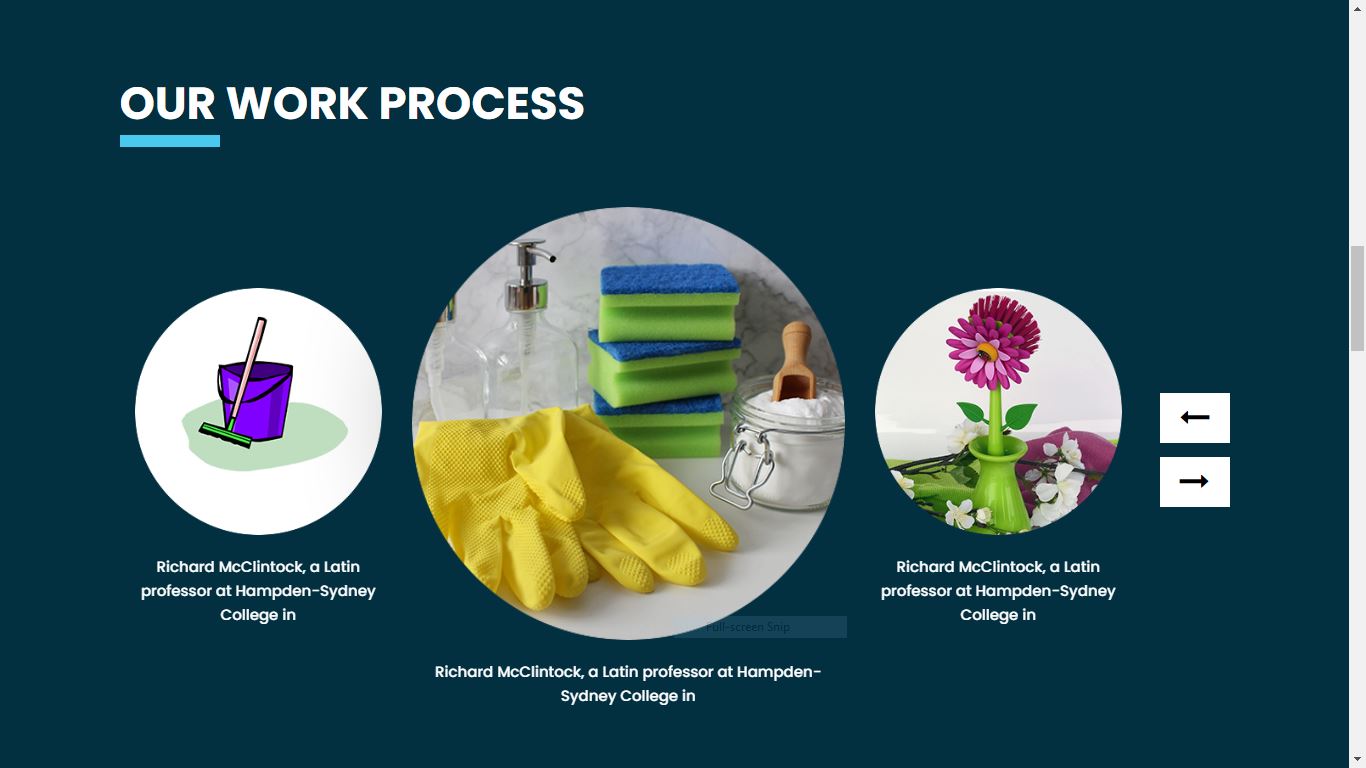 OUR WORK PROCESS
Richard McClintock, a Latin
professor at Hampden-Sydney
College in
Richard McClintock, a Latin professor at Hampden-
Sydney College in
Richard McClintock, a Latin
professor at Hampden-Sydney
College in
Full-screen Snip